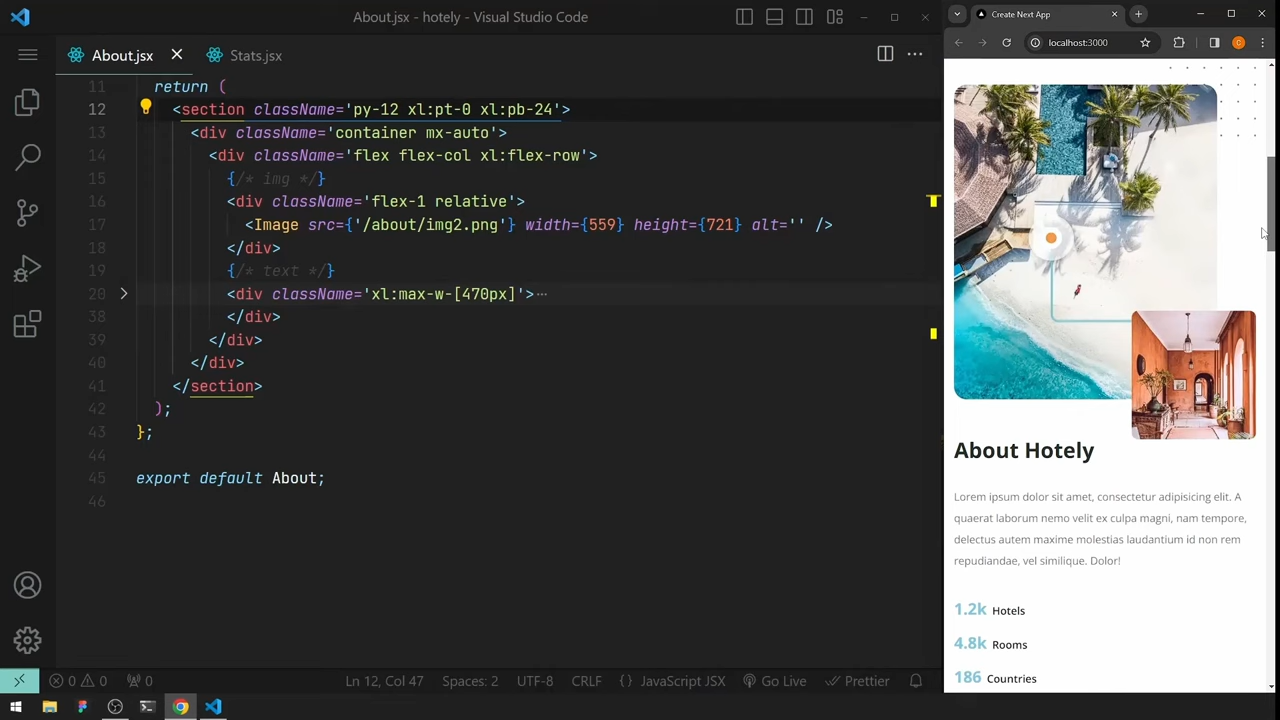 About.jsx - hotely - Visual Studio Code
About.jsx
Stats.jsx
11 return (
12 <section className='py-12 xl:pt-0 xl:pb-24'>
13 <div className='container mx-auto'>
14 <div className='flex flex-col xl:flex-row'>
15 {/* img */}
16 <div className='flex-1 relative'>
17 <Image src={'/about/img2.png'} width={559} height={721} alt='' />
18 </div>
19 {/* text */}
20 <div className='xl:max-w-[470px]'>…
38 </div>
39 </div>
40 </div>
41 </section>
42 );
43 };
44
45 export default About;
46
0 0 0
Ln 12, Col 47 Spaces: 2 UTF-8 CRLF {} JavaScript JSX Go Live Prettier
Create Next App
localhost:3000
C
About Hotely
Lorem ipsum dolor sit amet, consectetur adipisicing elit. A
quaerat laborum nemo velit ex culpa magni, nam tempore,
delectus autem maxime molestias laudantium id non rem
repudiandae, vel similique. Dolor!
1.2k Hotels
4.8k Rooms
186 Countries